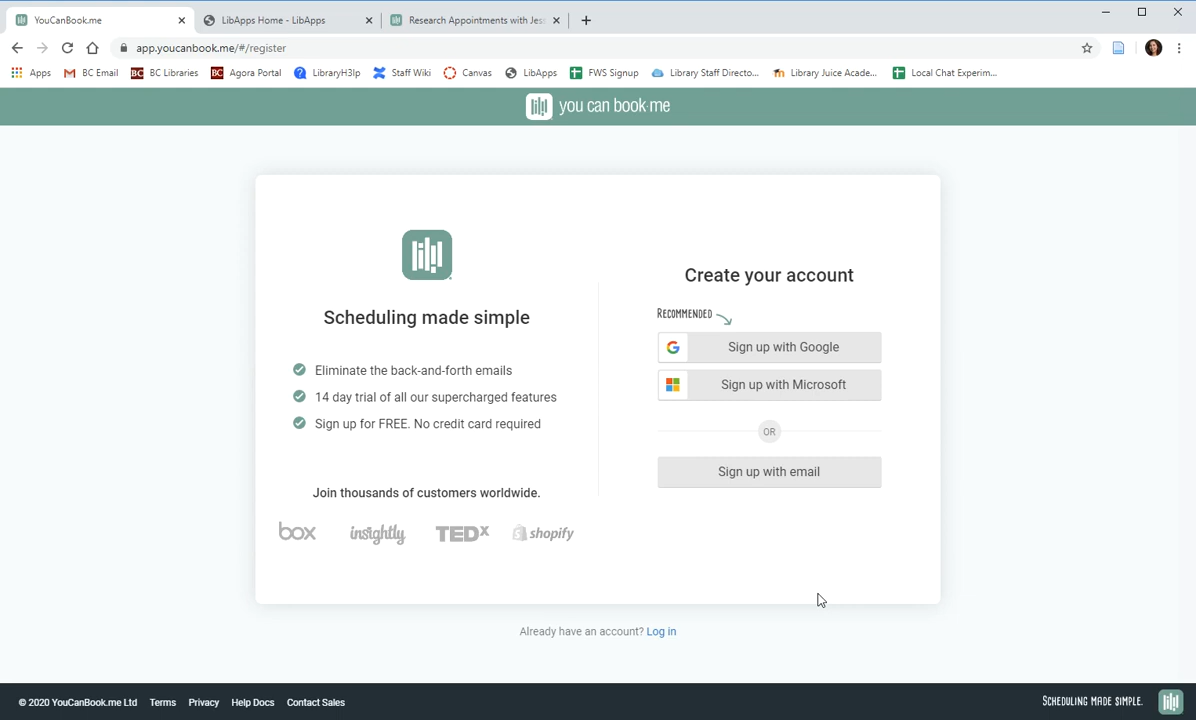 YouCanBook.me
LibApps Home - LibApps
Research Appointments with Jes
app.youcanbook.me/#/register
Apps
BC Email
BC Libraries
Agora Portal
LibraryH3lp
Staff Wiki
Canvas
LibApps
FWS Signup
Library Staff Directo...
Library Juice Acade...
Local Chat Experim...
you can book·me
Scheduling made simple
Eliminate the back-and-forth emails
14 day trial of all our supercharged features
Sign up for FREE. No credit card required
Join thousands of customers worldwide.
box insightly TEDx shopify
Create your account
RECOMMENDED
Sign up with Google
Sign up with Microsoft
OR
Sign up with email
Already have an account? Log in
© 2020 YouCanBook.me Ltd Terms Privacy Help Docs Contact Sales
SCHEDULING MADE SIMPLE.